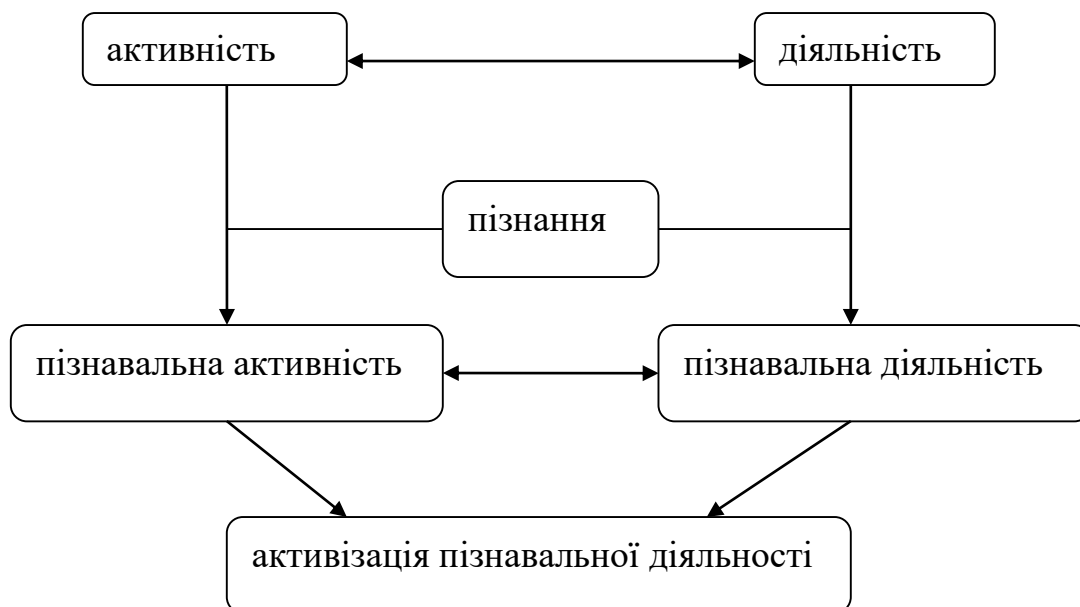 активність
діяльність
пізнання
пізнавальна активність
пізнавальна діяльність
активізація пізнавальної діяльності